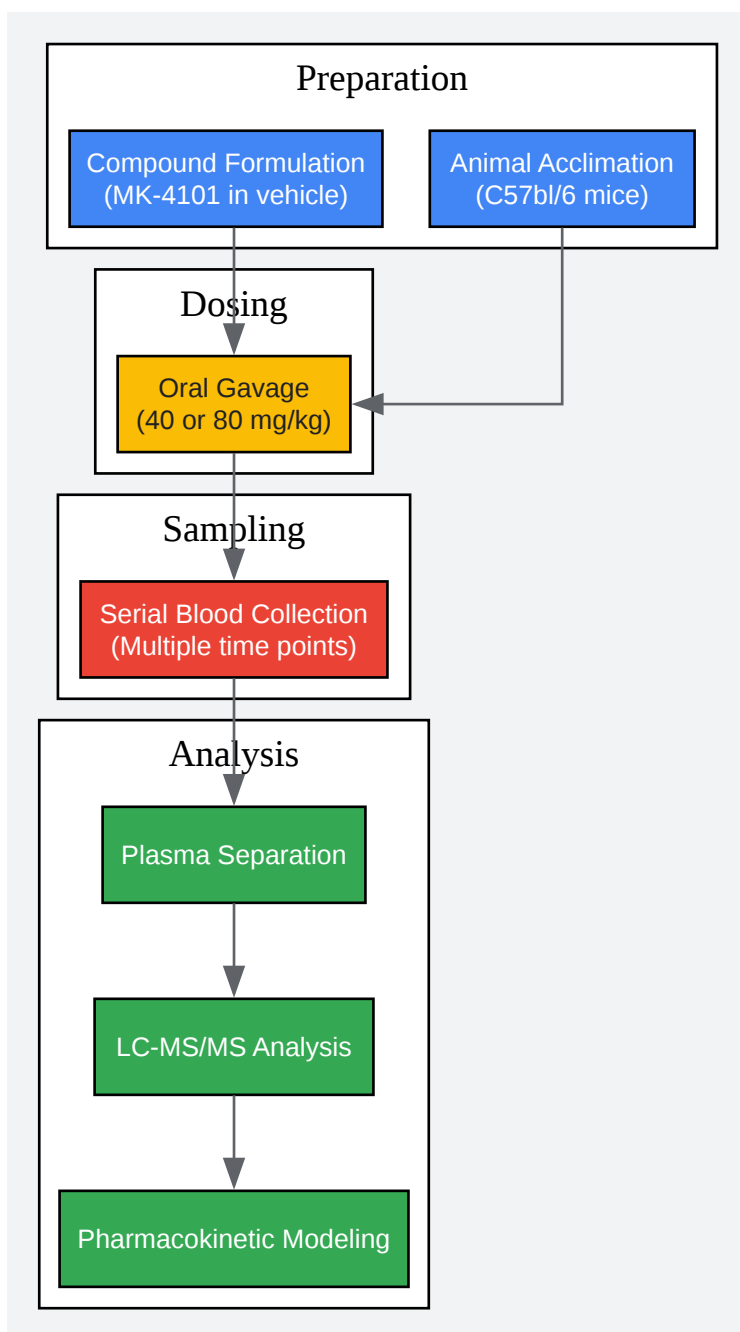 Preparation
Compound Formulation
(MK-4101 in vehicle)
Animal Acclimation
(C57bl/6 mice)
Dosing
Oral Gavage
(40 or 80 mg/kg)
Sampling
Serial Blood Collection
(Multiple time points)
Analysis
Plasma Separation
LC-MS/MS Analysis
Pharmacokinetic Modeling